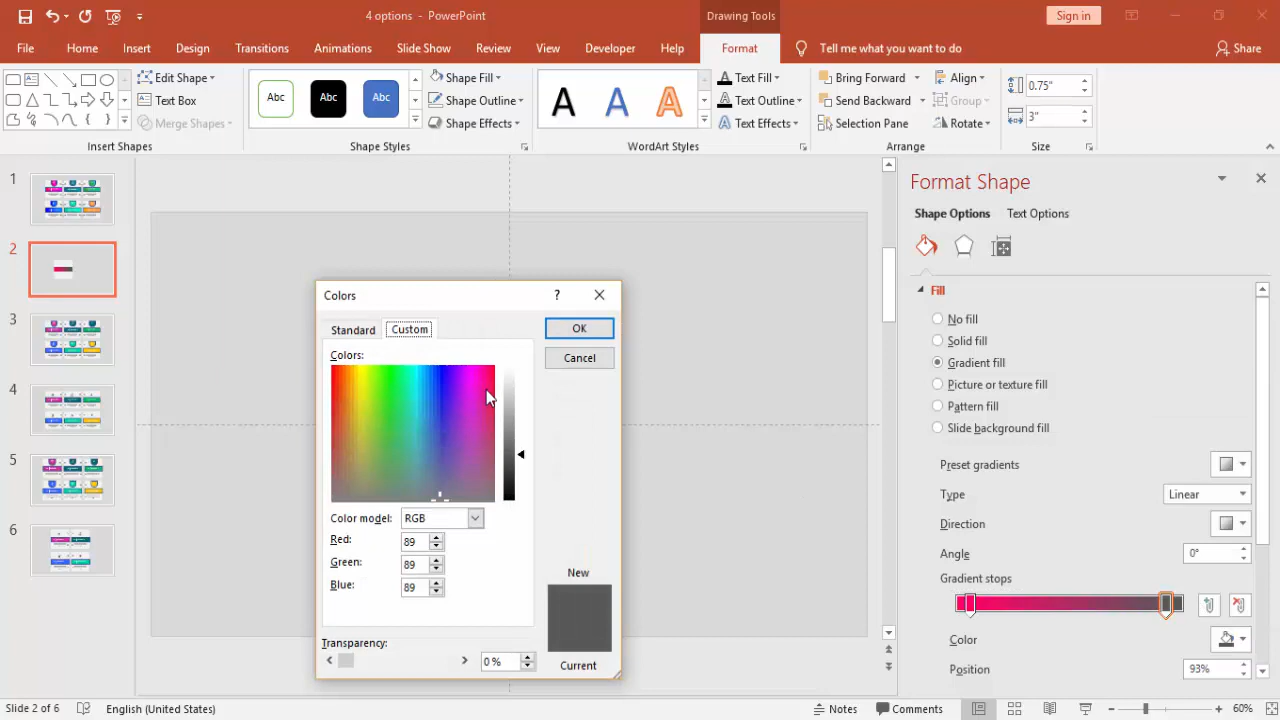 4 options - PowerPoint
Drawing Tools
Sign in
File Home Insert Design Transitions Animations Slide Show Review View Developer Help Format Tell me what you want to do Share
Edit Shape
Text Box
Merge Shapes
Insert Shapes
Abc Abc Abc
Shape Fill
Shape Outline
Shape Effects
Shape Styles
A A A
Text Fill
Text Outline
Text Effects
WordArt Styles
Bring Forward
Send Backward
Selection Pane
Align
Group
Rotate
Arrange
0.75"
3"
Size
1
2
3
4
5
6
Colors
?
Standard Custom
OK
Cancel
Colors:
Color model: RGB
Red: 89
Green: 89
Blue: 89
New
Current
Transparency:
0 %
Format Shape
Shape Options Text Options
Fill
No fill
Solid fill
Gradient fill
Picture or texture fill
Pattern fill
Slide background fill
Preset gradients
Type Linear
Direction
Angle 0°
Gradient stops
Color
Position 93%
Slide 2 of 6 English (United States) Notes Comments 60%